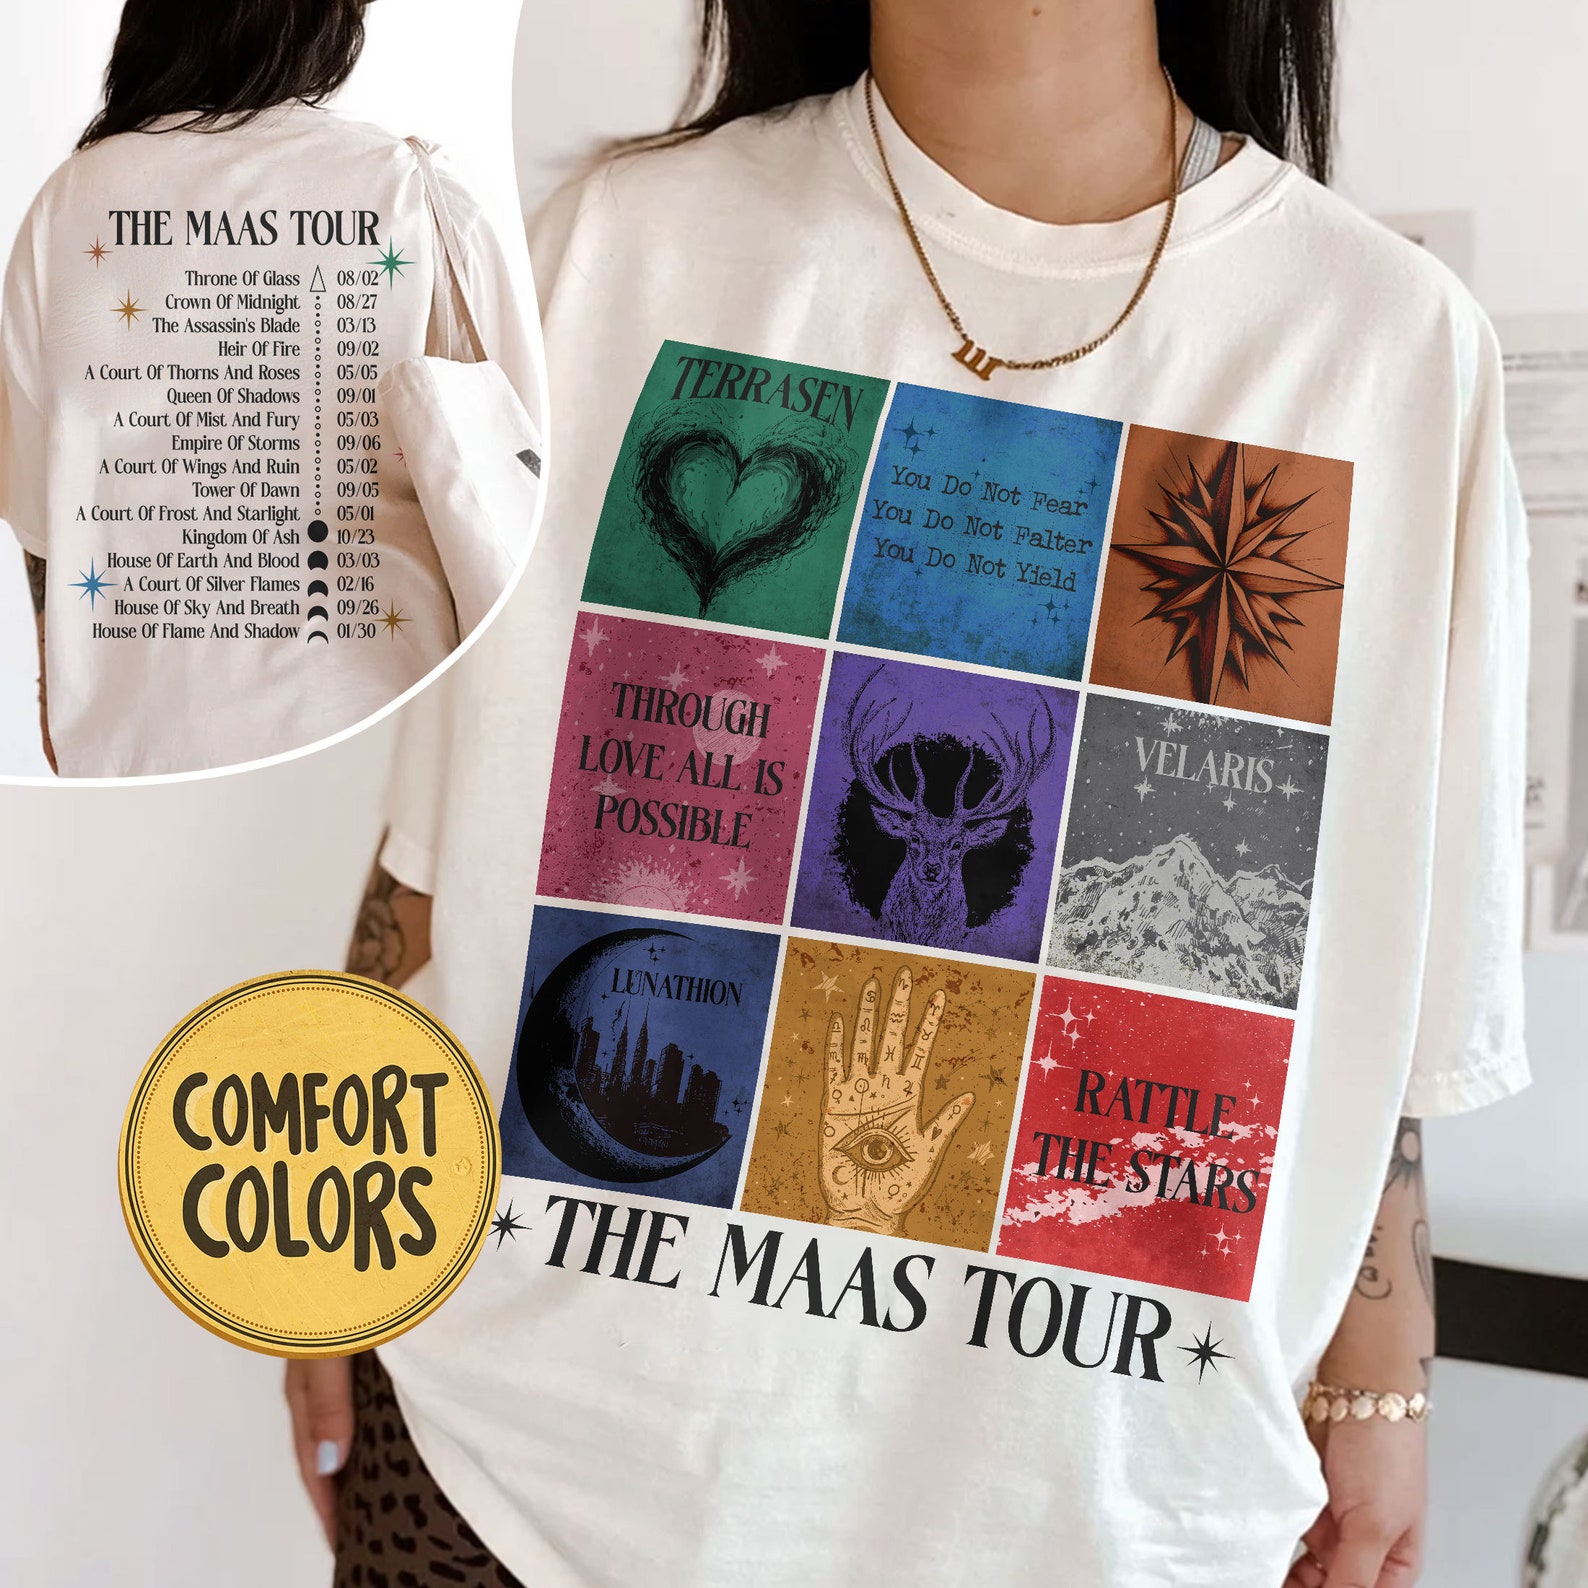 THE MAAS TOUR
Throne Of Glass 08/02
Crown Of Midnight 08/27
The Assassin's Blade 03/13
Heir Of Fire 09/02
A Court Of Thorns And Roses 05/05
Queen Of Shadows 09/01
A Court Of Mist And Fury 05/03
Empire Of Storms 09/06
A Court Of Wings And Ruin 05/02
Tower Of Dawn 09/05
A Court Of Frost And Starlight 05/01
Kingdom Of Ash 10/23
House Of Earth And Blood 03/03
A Court Of Silver Flames 02/16
House Of Sky And Breath 09/26
House Of Flame And Shadow 01/30
TERRASEN
You Do Not Fear
You Do Not Falter
You Do Not Yield
THROUGH
LOVE ALL IS
POSSIBLE
VELARIS
LUNATHION
RATTLE
THE STARS
THE MAAS TOUR
COMFORT
COLORS